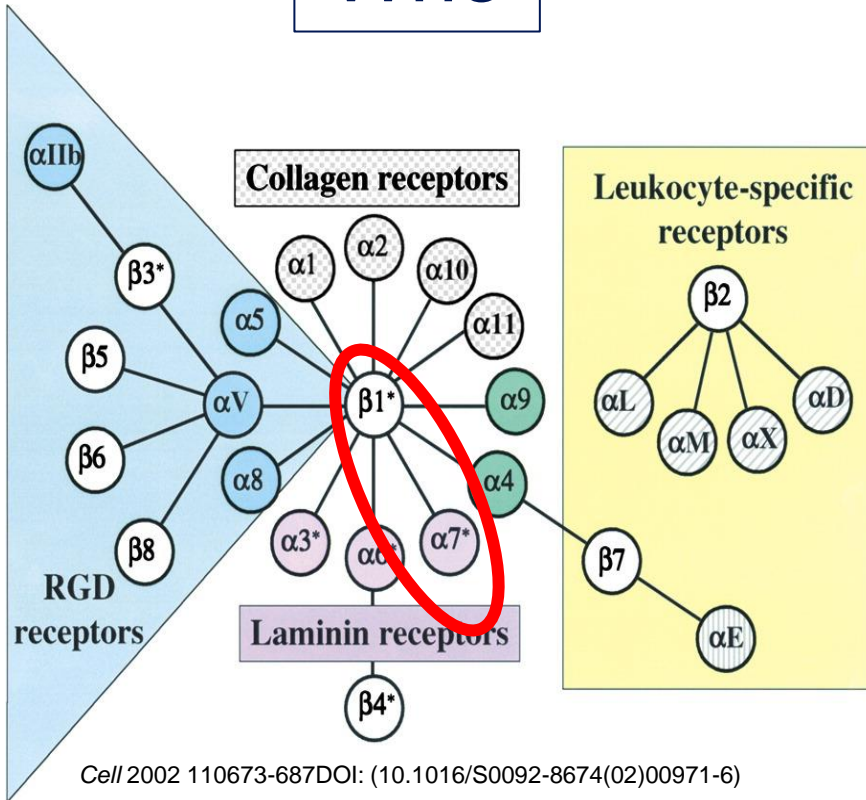 αIIb
Collagen receptors
Leukocyte-specific
receptors
α1
α2
α10
α11
β3*
α5
β2
β5
αV
β1*
α9
αL
αM
αX
αD
β6
α8
α4
β8
α3*
α6*
α7*
β7
RGD
receptors
Laminin receptors
αE
β4*
Cell 2002 110673-687DOI: (10.1016/S0092-8674(02)00971-6)